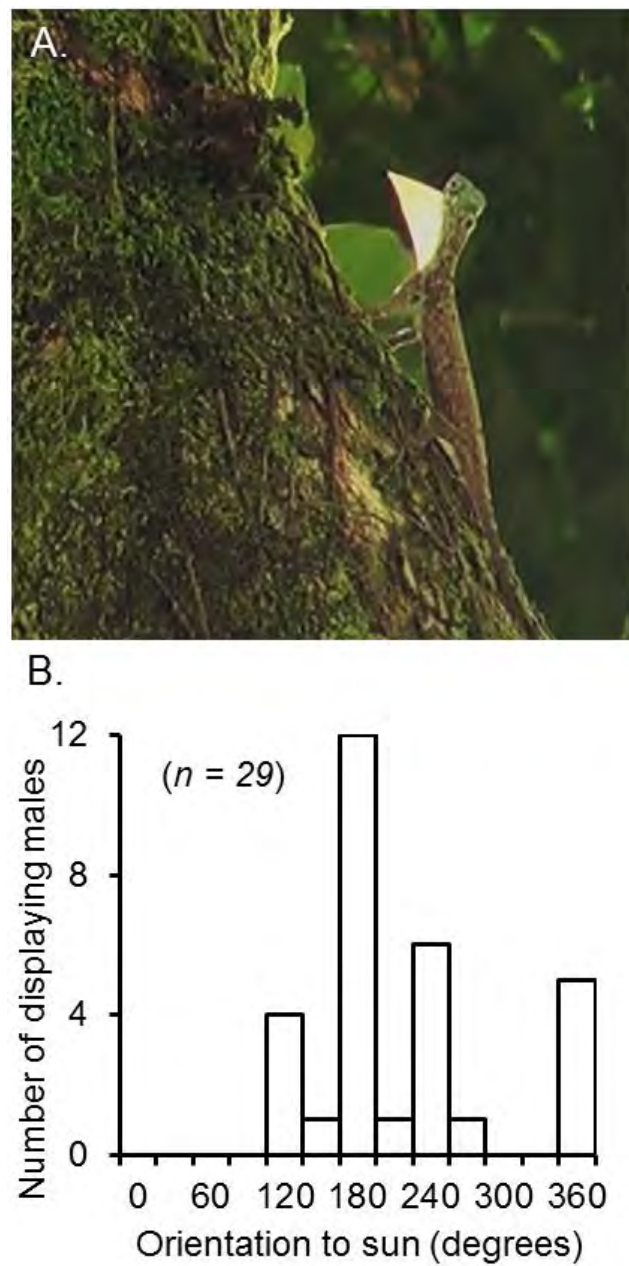 A.
B.
Number of displaying males
12
8
4
0
(n = 29)
0 60 120 180 240 300 360
Orientation to sun (degrees)